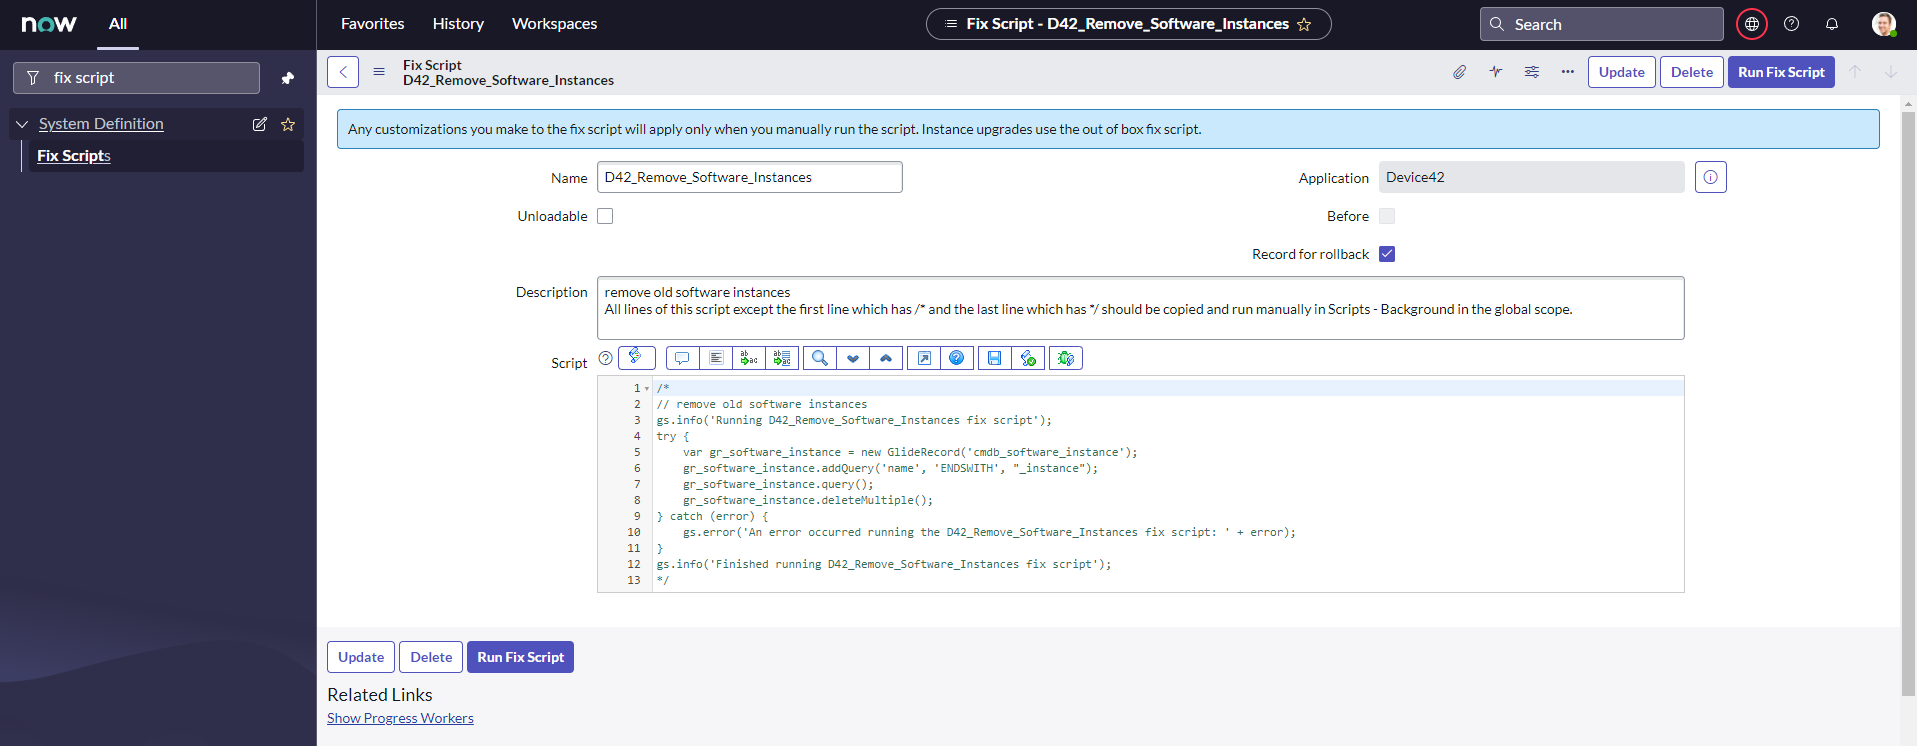 now
All
Favorites
History
Workspaces
Fix Script - D42_Remove_Software_Instances
Search
fix script
System Definition
Fix Scripts
Fix Script
D42_Remove_Software_Instances
Update
Delete
Run Fix Script
Any customizations you make to the fix script will apply only when you manually run the script. Instance upgrades use the out of box fix script.
Name
D42_Remove_Software_Instances
Application
Device42
Unloadable
Before
Record for rollback
Description
remove old software instances
All lines of this script except the first line which has /* and the last line which has */ should be copied and run manually in Scripts - Background in the global scope.
Script
1 /*
2 // remove old software instances
3 gs.info('Running D42_Remove_Software_Instances fix script');
4 try {
5 var gr_software_instance = new GlideRecord('cmdb_software_instance');
6 gr_software_instance.addQuery('name', 'ENDSWITH', "_instance");
7 gr_software_instance.query();
8 gr_software_instance.deleteMultiple();
9 } catch (error) {
10 gs.error('An error occurred running the D42_Remove_Software_Instances fix script: ' + error);
11 }
12 gs.info('Finished running D42_Remove_Software_Instances fix script');
13 */
Update
Delete
Run Fix Script
Related Links
Show Progress Workers